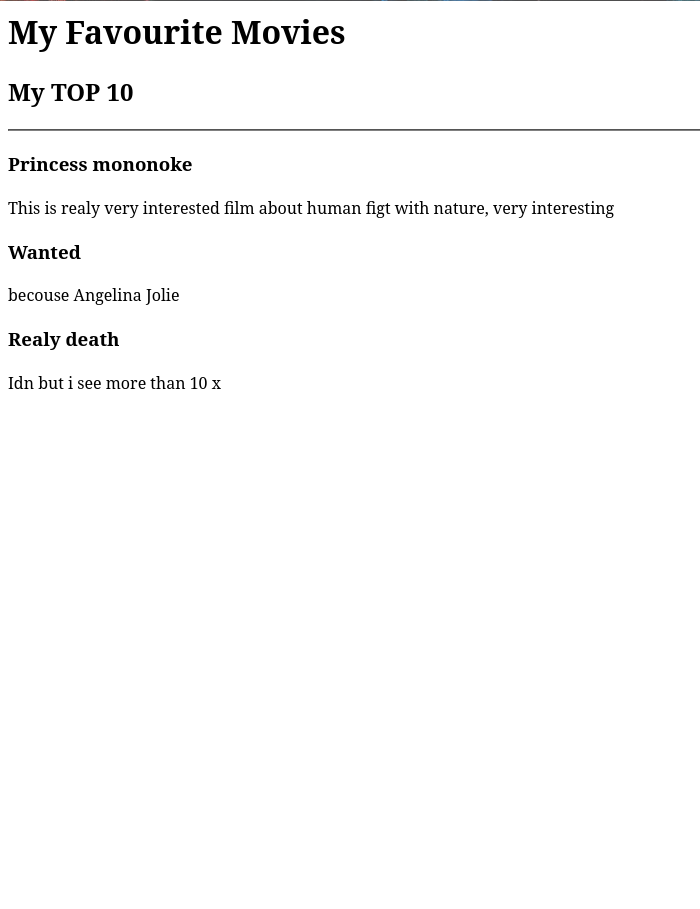 My Favourite Movies
My TOP 10
Princess mononoke
This is realy very interested film about human figt with nature, very interesting
Wanted
becouse Angelina Jolie
Realy death
Idn but i see more than 10 x